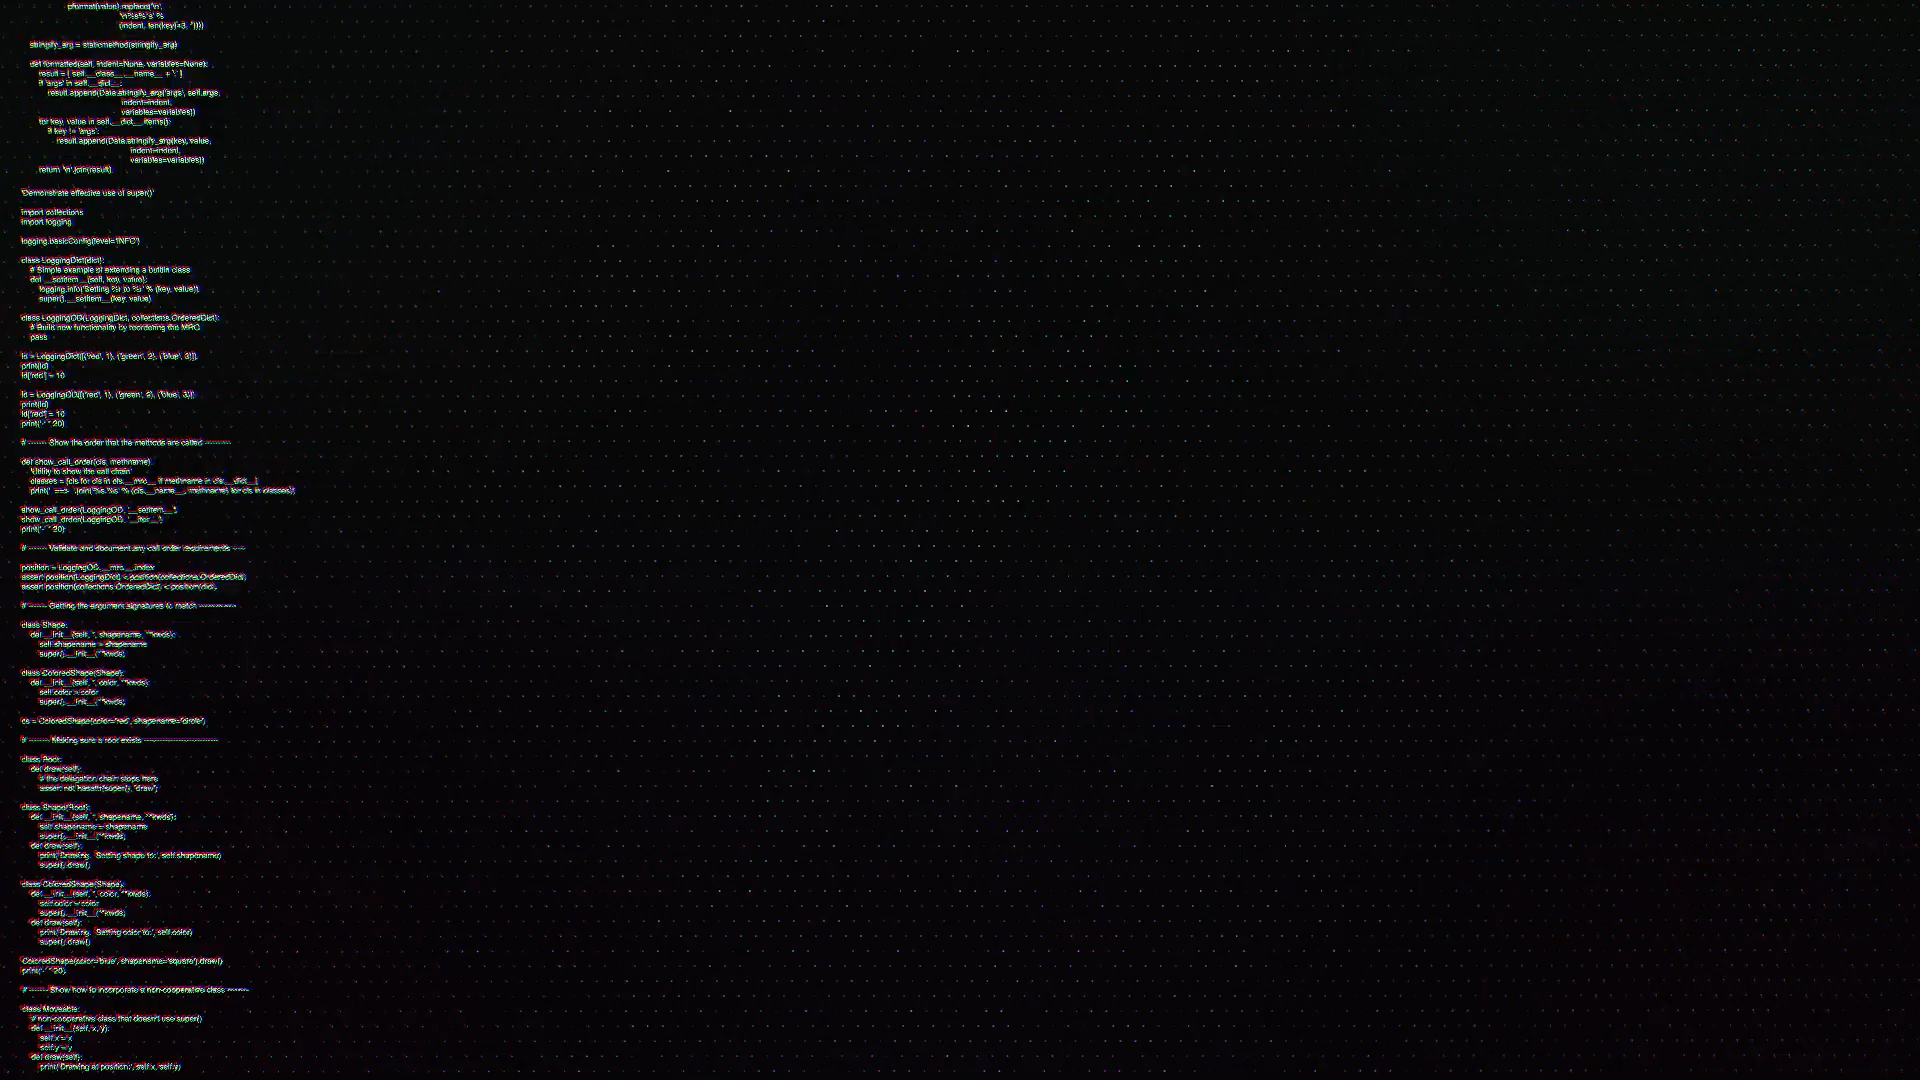 pformat(value).replace('\n',
'\n%s%s' %
(indent, len(key)+3, ' '))))
stringify_arg = staticmethod(stringify_arg)
def formatted(self, indent=None, variables=None):
result = [ self.__class__.__name__ + ':' ]
if 'args' in self.__dict__:
result.append(Data.stringify_arg('args', self.args,
indent=indent,
variables=variables))
for key, value in self.__dict__.items():
if key != 'args':
result.append(Data.stringify_arg(key, value,
indent=indent,
variables=variables))
return '\n'.join(result)
'Demonstrate effective use of super()'
import collections
import logging
logging.basicConfig(level='INFO')
class LoggingDict(dict):
# Simple example of extending a builtin class
def __setitem__(self, key, value):
logging.info('Setting %r to %r' % (key, value))
super().__setitem__(key, value)
class LoggingOD(LoggingDict, collections.OrderedDict):
# Build new functionality by reordering the MRO
pass
ld = LoggingDict([('red', 1), ('green', 2), ('blue', 3)])
print(ld)
ld['red'] = 10
ld = LoggingOD([('red', 1), ('green', 2), ('blue', 3)])
print(ld)
ld['red'] = 10
print('-' * 20)
# ------- Show the order that the methods are called ----------
def show_call_order(cls, methname):
'Utility to show the call chain'
classes = [cls for cls in cls.__mro__ if methname in cls.__dict__]
print('  ==>  '.join('%s.%s' % (cls.__name__, methname) for cls in classes))
show_call_order(LoggingOD, '__setitem__')
show_call_order(LoggingOD, '__iter__')
print('-' * 20)
# ------- Validate and document any call order requirements -----
position = LoggingOD.__mro__.index
assert position(LoggingDict) < position(collections.OrderedDict)
assert position(collections.OrderedDict) < position(dict)
# ------- Getting the argument signatures to match --------------
class Shape:
def __init__(self, *, shapename, **kwds):
self.shapename = shapename
super().__init__(**kwds)
class ColoredShape(Shape):
def __init__(self, *, color, **kwds):
self.color = color
super().__init__(**kwds)
cs = ColoredShape(color='red', shapename='circle')
# -------- Making sure a root exists ----------------------------
class Root:
def draw(self):
# the delegation chain stops here
assert not hasattr(super(), 'draw')
class Shape(Root):
def __init__(self, *, shapename, **kwds):
self.shapename = shapename
super().__init__(**kwds)
def draw(self):
print('Drawing.  Setting shape to:', self.shapename)
super().draw()
class ColoredShape(Shape):
def __init__(self, *, color, **kwds):
self.color = color
super().__init__(**kwds)
def draw(self):
print('Drawing.  Setting color to:', self.color)
super().draw()
ColoredShape(color='blue', shapename='square').draw()
print('-' * 20)
# ------- Show how to incorporate a non-cooperative class --------
class Moveable:
# non-cooperative class that doesn't use super()
def __init__(self, x, y):
self.x = x
self.y = y
def draw(self):
print('Drawing at position:', self.x, self.y)